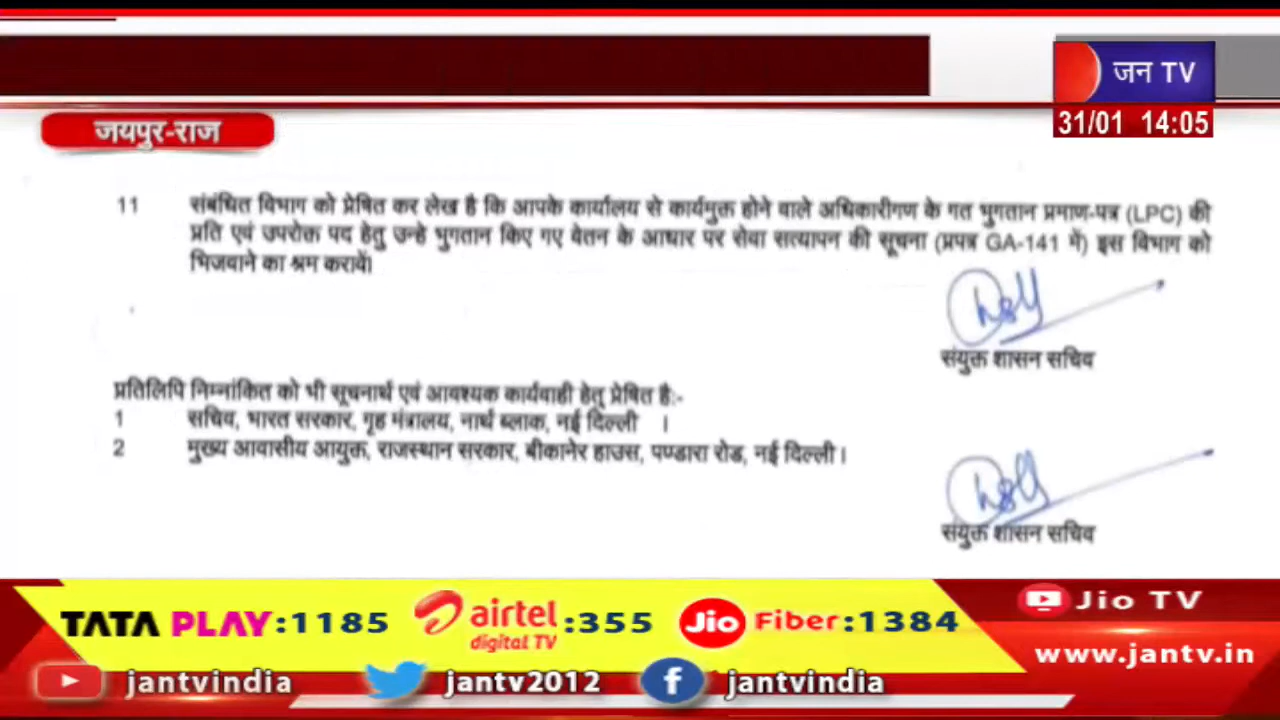 जन TV
31/01 14:05
जयपुर-राज
11 संबंधित विभाग को प्रेषित कर लेख है कि आपके कार्यालय से कार्यमुक्त होने वाले अधिकारीगण के गत भुगतान प्रमाण-पत्र (LPC) की
प्रति एवं उपरोक्त पद हेतु उन्हे भुगतान किए गए वेतन के आधार पर सेवा सत्यापन की सूचना (प्रपत्र GA-141 में) इस विभाग को
भिजवाने का श्रम करावें।
संयुक्त शासन सचिव
प्रतिलिपि निम्नांकित को भी सूचनार्थ एवं आवश्यक कार्यवाही हेतु प्रेषित है:-
1 सचिव, भारत सरकार, गृह मंत्रालय, नार्थ ब्लाक, नई दिल्ली ।
2 मुख्य आवासीय आयुक्त, राजस्थान सरकार, बीकानेर हाउस, पण्डारा रोड, नई दिल्ली।
संयुक्त शासन सचिव
TATA PLAY:1185 airtel digital TV:355 Jio Fiber:1384
Jio TV
www.jantv.in
jantvindia jantv2012 jantvindia